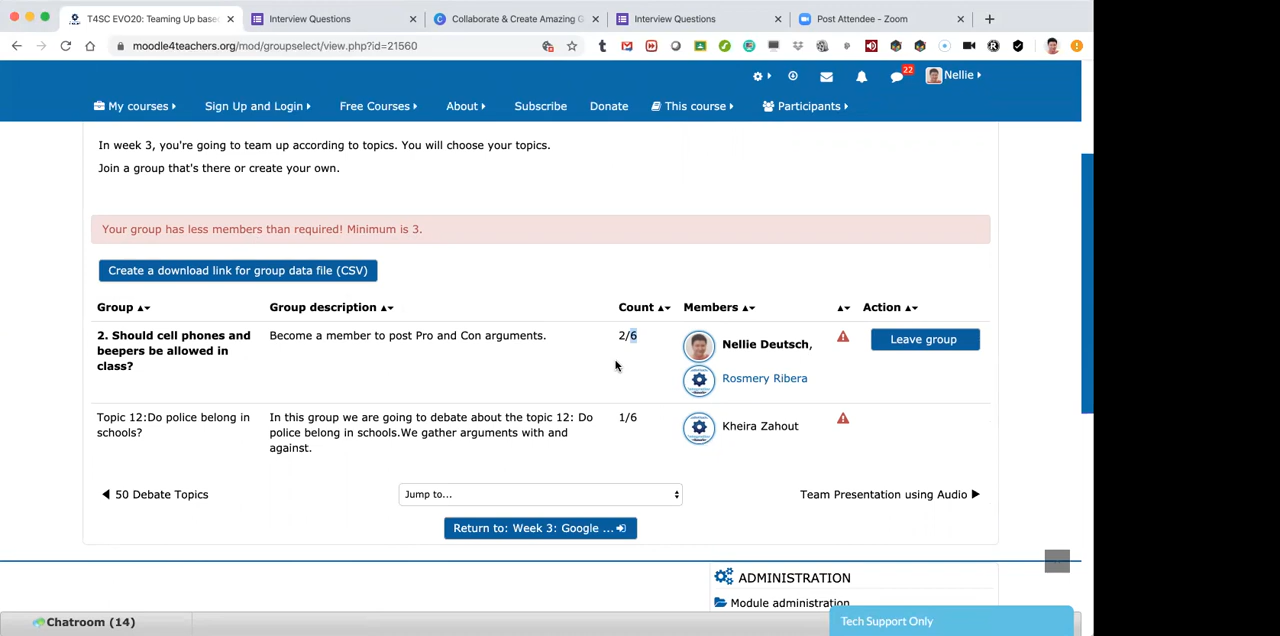 T4SC EVO20: Teaming Up base
Interview Questions
Collaborate & Create Amazing G
Interview Questions
Post Attendee - Zoom
moodle4teachers.org/mod/groupselect/view.php?id=21560
22
Nellie
My courses
Sign Up and Login
Free Courses
About
Subscribe
Donate
This course
Participants
In week 3, you're going to team up according to topics. You will choose your topics.
Join a group that's there or create your own.
Your group has less members than required! Minimum is 3.
Create a download link for group data file (CSV)
Group
Group description
Count
Members
Action
2. Should cell phones and
beepers be allowed in
class?
Become a member to post Pro and Con arguments.
2/6
Nellie Deutsch,
Rosmery Ribera
Leave group
Topic 12:Do police belong in
schools?
In this group we are going to debate about the topic 12: Do
police belong in schools.We gather arguments with and
against.
1/6
Kheira Zahout
50 Debate Topics
Jump to...
Team Presentation using Audio
Return to: Week 3: Google ...
ADMINISTRATION
Module administration
Chatroom (14)
Tech Support Only